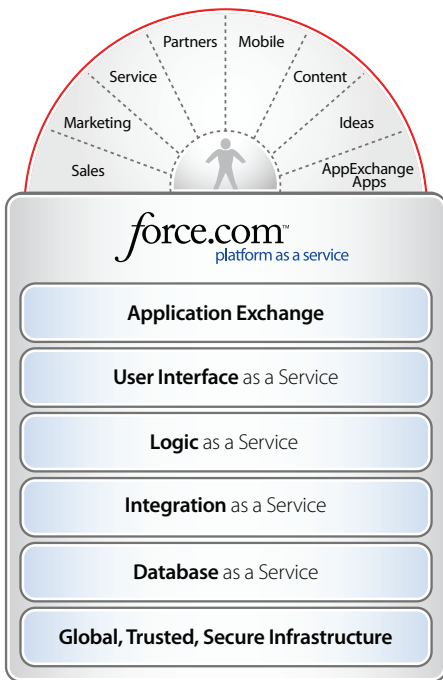 Partners
Mobile
Service
Content
Marketing
Ideas
Sales
AppExchange
Apps
force.com™
platform as a service
Application Exchange
User Interface as a Service
Logic as a Service
Integration as a Service
Database as a Service
Global, Trusted, Secure Infrastructure